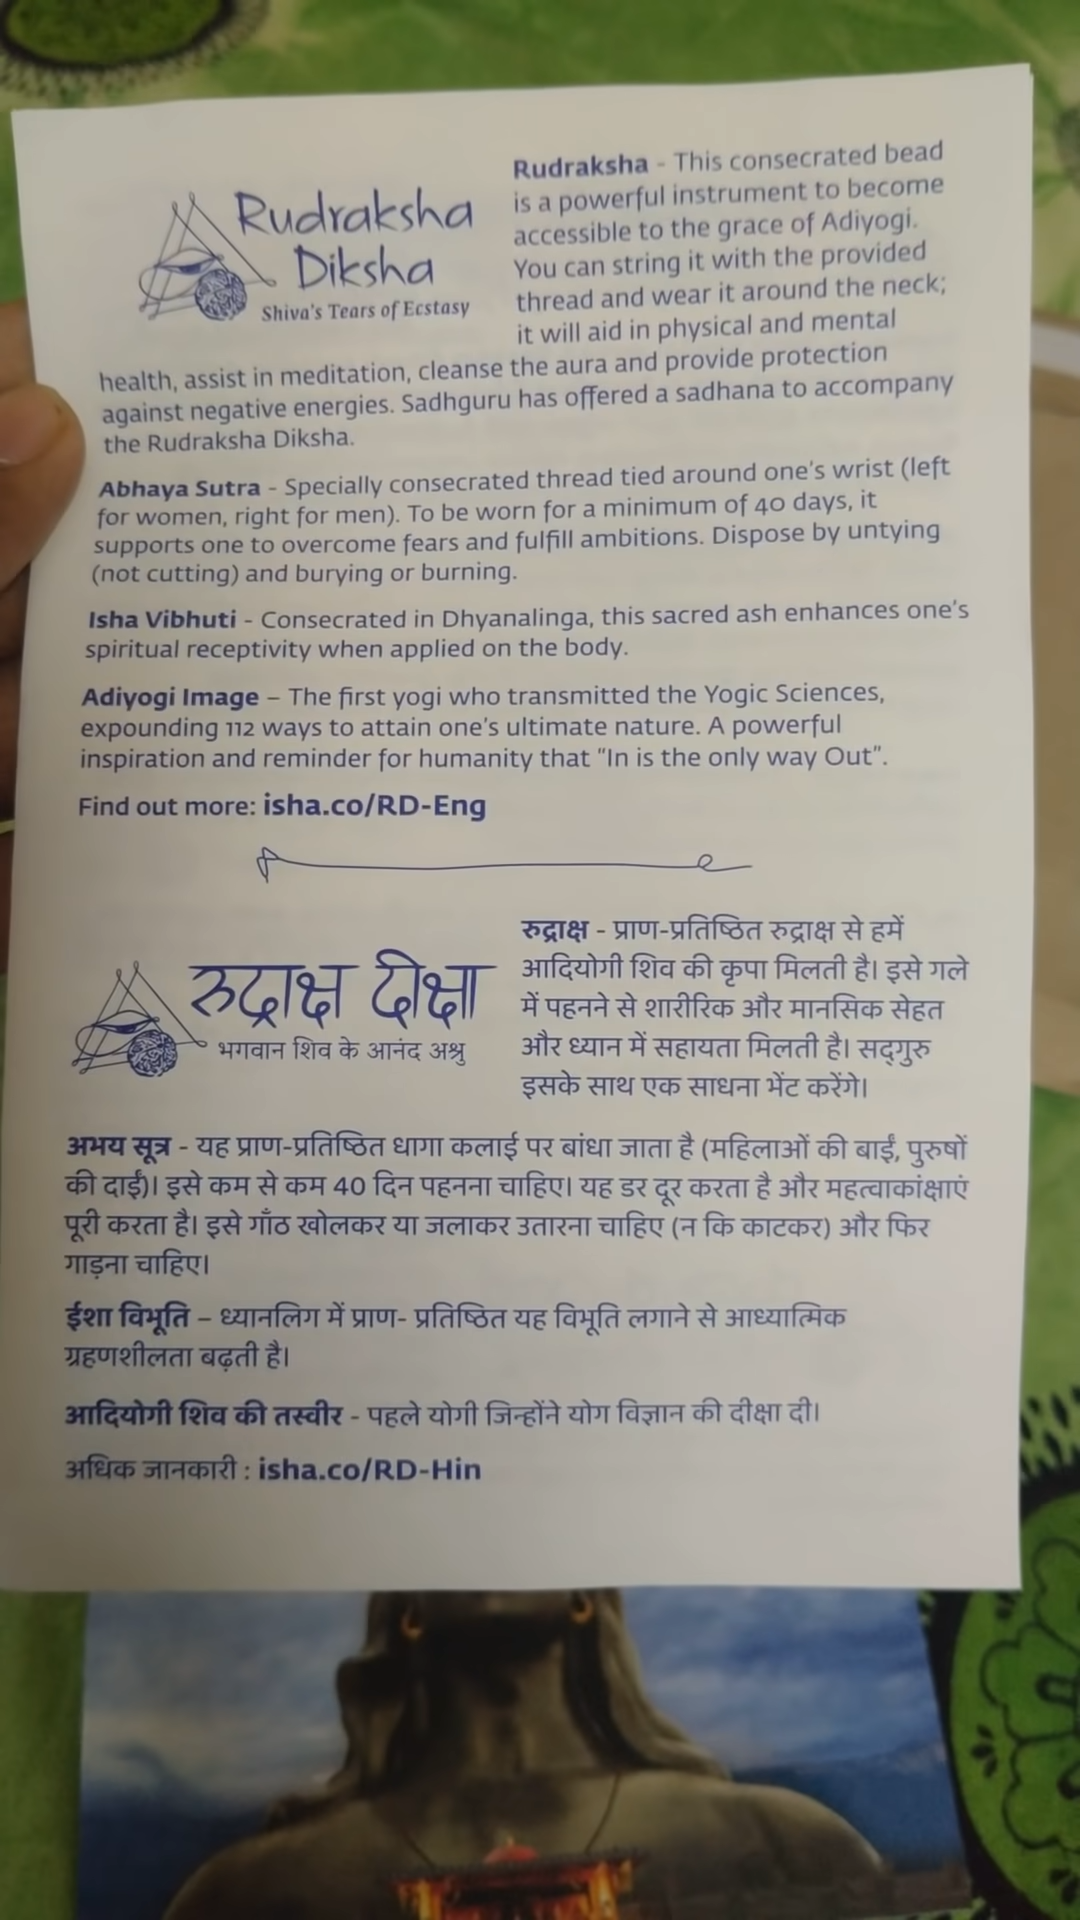 Rudraksha
Diksha
Shiva's Tears of Ecstasy
Rudraksha - This consecrated bead
is a powerful instrument to become
accessible to the grace of Adiyogi.
You can string it with the provided
thread and wear it around the neck;
it will aid in physical and mental
health, assist in meditation, cleanse the aura and provide protection
against negative energies. Sadhguru has offered a sadhana to accompany
the Rudraksha Diksha.
Abhaya Sutra - Specially consecrated thread tied around one's wrist (left
for women, right for men). To be worn for a minimum of 40 days, it
supports one to overcome fears and fulfill ambitions. Dispose by untying
(not cutting) and burying or burning.
Isha Vibhuti - Consecrated in Dhyanalinga, this sacred ash enhances one's
spiritual receptivity when applied on the body.
Adiyogi Image – The first yogi who transmitted the Yogic Sciences,
expounding 112 ways to attain one's ultimate nature. A powerful
inspiration and reminder for humanity that "In is the only way Out".
Find out more: isha.co/RD-Eng
रुद्राक्ष दीक्षा
भगवान शिव के आनंद अश्रु
रुद्राक्ष - प्राण-प्रतिष्ठित रुद्राक्ष से हमें
आदियोगी शिव की कृपा मिलती है। इसे गले
में पहनने से शारीरिक और मानसिक सेहत
और ध्यान में सहायता मिलती है। सद्‌गुरु
इसके साथ एक साधना भेंट करेंगे।
अभय सूत्र - यह प्राण-प्रतिष्ठित धागा कलाई पर बांधा जाता है (महिलाओं की बाईं, पुरुषों
की दाईं)। इसे कम से कम 40 दिन पहनना चाहिए। यह डर दूर करता है और महत्वाकांक्षाएं
पूरी करता है। इसे गाँठ खोलकर या जलाकर उतारना चाहिए (न कि काटकर) और फिर
गाड़ना चाहिए।
ईशा विभूति – ध्यानलिग में प्राण- प्रतिष्ठित यह विभूति लगाने से आध्यात्मिक
ग्रहणशीलता बढ़ती है।
आदियोगी शिव की तस्वीर - पहले योगी जिन्होंने योग विज्ञान की दीक्षा दी।
अधिक जानकारी : isha.co/RD-Hin